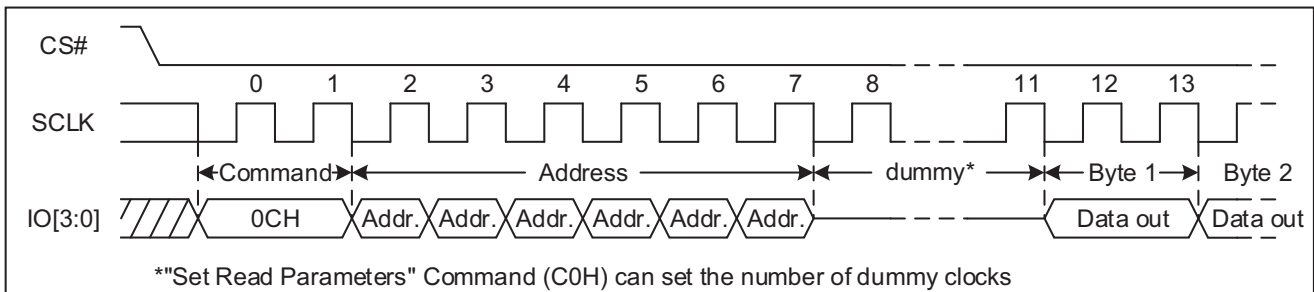 CS#
0 1 2 3 4 5 6 7 8 11 12 13
SCLK
Command Address dummy* Byte 1 Byte 2
IO[3:0] 0CH Addr. Addr. Addr. Addr. Addr. Addr. Data out Data out
*"Set Read Parameters" Command (C0H) can set the number of dummy clocks